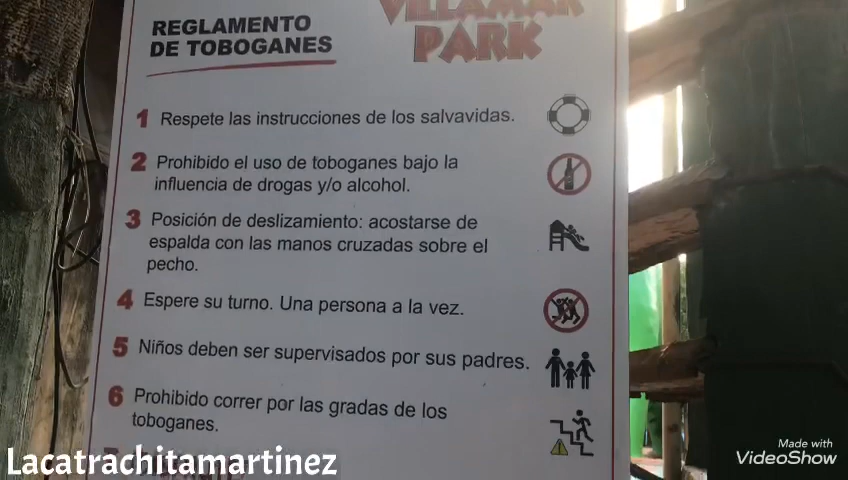 VILLAMAR
PARK
REGLAMENTO
DE TOBOGANES
1 Respete las instrucciones de los salvavidas.
2 Prohibido el uso de toboganes bajo la
influencia de drogas y/o alcohol.
3 Posición de deslizamiento: acostarse de
espalda con las manos cruzadas sobre el
pecho.
4 Espere su turno. Una persona a la vez.
5 Niños deben ser supervisados por sus padres.
6 Prohibido correr por las gradas de los
toboganes.
Lacatrachitamartinez
Made with
VideoShow